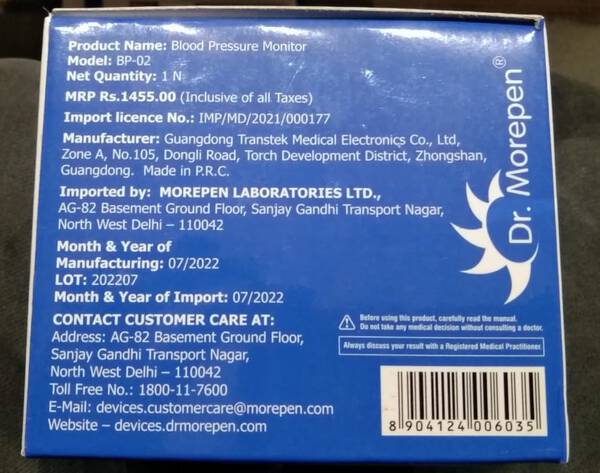 Product Name: Blood Pressure Monitor
Model: BP-02
Net Quantity: 1 N
MRP Rs.1455.00 (Inclusive of all Taxes)
Import licence No.: IMP/MD/2021/000177
Manufacturer: Guangdong Transtek Medical Electronics Co., Ltd,
Zone A, No.105, Dongli Road, Torch Development District, Zhongshan,
Guangdong. Made in P.R.C.
Imported by: MOREPEN LABORATORIES LTD.,
AG-82 Basement Ground Floor, Sanjay Gandhi Transport Nagar,
North West Delhi – 110042
Month & Year of
Manufacturing: 07/2022
LOT: 202207
Month & Year of Import: 07/2022
CONTACT CUSTOMER CARE AT:
Address: AG-82 Basement Ground Floor,
Sanjay Gandhi Transport Nagar,
North West Delhi – 110042
Toll Free No.: 1800-11-7600
E-Mail: devices.customercare@morepen.com
Website – devices.drmorepen.com
Dr. Morepen®
Before using this product, carefully read the manual.
Do not take any medical decision without consulting a doctor.
Always discuss your result with a Registered Medical Practitioner.
8 904124 006035